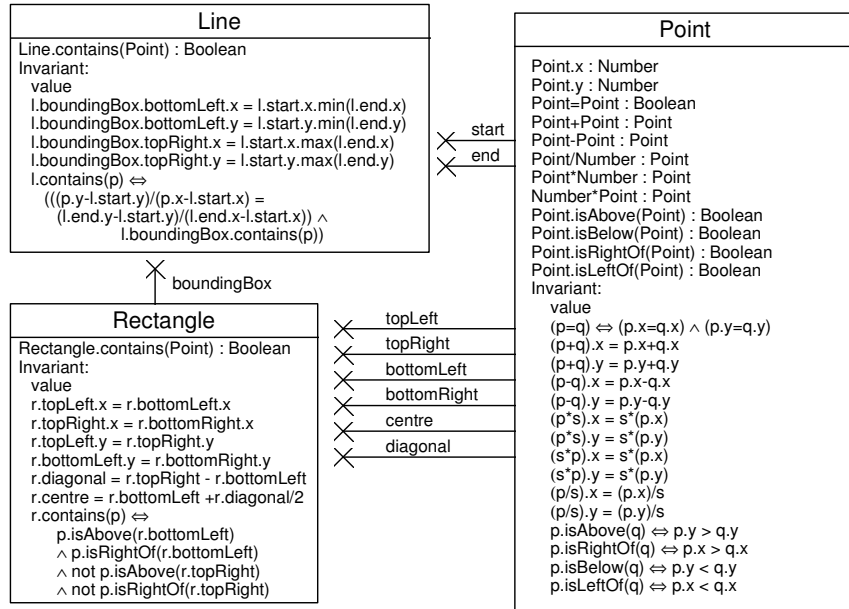 Line
Line.contains(Point) : Boolean
Invariant:
value
l.boundingBox.bottomLeft.x = l.start.x.min(l.end.x)
l.boundingBox.bottomLeft.y = l.start.y.min(l.end.y)
l.boundingBox.topRight.x = l.start.x.max(l.end.x)
l.boundingBox.topRight.y = l.start.y.max(l.end.y)
l.contains(p) ⇔
(((p.y-l.start.y)/(p.x-l.start.x) =
(l.end.y-l.start.y)/(l.end.x-l.start.x)) ∧
l.boundingBox.contains(p))
boundingBox
Rectangle
Rectangle.contains(Point) : Boolean
Invariant:
value
r.topLeft.x = r.bottomLeft.x
r.topRight.x = r.bottomRight.x
r.topLeft.y = r.topRight.y
r.bottomLeft.y = r.bottomRight.y
r.diagonal = r.topRight - r.bottomLeft
r.centre = r.bottomLeft +r.diagonal/2
r.contains(p) ⇔
p.isAbove(r.bottomLeft)
∧ p.isRightOf(r.bottomLeft)
∧ not p.isAbove(r.topRight)
∧ not p.isRightOf(r.topRight)
start
end
topLeft
topRight
bottomLeft
bottomRight
centre
diagonal
Point
Point.x : Number
Point.y : Number
Point=Point : Boolean
Point+Point : Point
Point-Point : Point
Point/Number : Point
Point*Number : Point
Number*Point : Point
Point.isAbove(Point) : Boolean
Point.isBelow(Point) : Boolean
Point.isRightOf(Point) : Boolean
Point.isLeftOf(Point) : Boolean
Invariant:
value
(p=q) ⇔ (p.x=q.x) ∧ (p.y=q.y)
(p+q).x = p.x+q.x
(p+q).y = p.y+q.y
(p-q).x = p.x-q.x
(p-q).y = p.y-q.y
(p*s).x = s*(p.x)
(p*s).y = s*(p.y)
(s*p).x = s*(p.x)
(s*p).y = s*(p.y)
(p/s).x = (p.x)/s
(p/s).y = (p.y)/s
p.isAbove(q) ⇔ p.y > q.y
p.isRightOf(q) ⇔ p.x > q.x
p.isBelow(q) ⇔ p.y < q.y
p.isLeftOf(q) ⇔ p.x < q.x